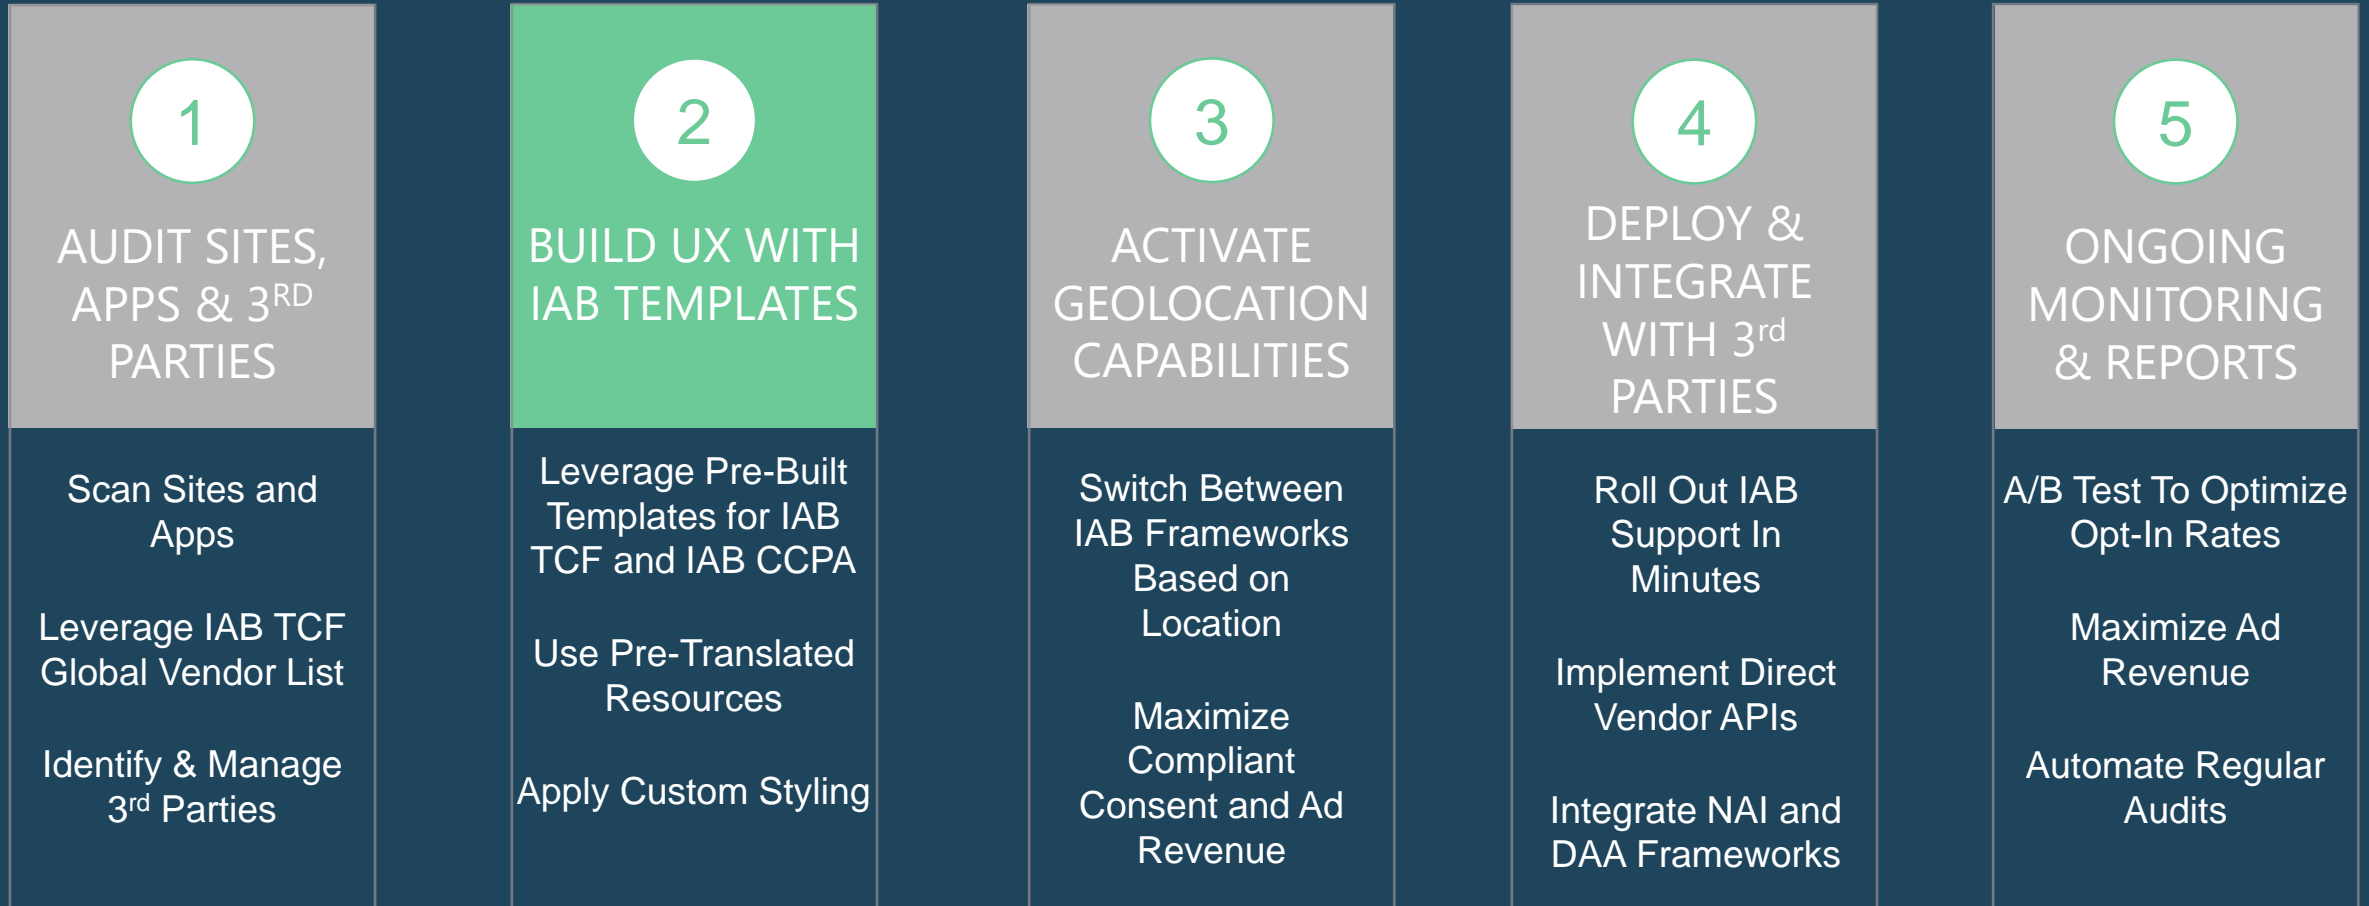 1
AUDIT SITES,
APPS & 3RD
PARTIES
Scan Sites and
Apps
Leverage IAB TCF
Global Vendor List
Identify & Manage
3rd Parties
2
BUILD UX WITH
IAB TEMPLATES
Leverage Pre-Built
Templates for IAB
TCF and IAB CCPA
Use Pre-Translated
Resources
Apply Custom Styling
3
ACTIVATE
GEOLOCATION
CAPABILITIES
Switch Between
IAB Frameworks
Based on
Location
Maximize
Compliant
Consent and Ad
Revenue
4
DEPLOY &
INTEGRATE
WITH 3rd
PARTIES
Roll Out IAB
Support In
Minutes
Implement Direct
Vendor APIs
Integrate NAI and
DAA Frameworks
5
ONGOING
MONITORING
& REPORTS
A/B Test To Optimize
Opt-In Rates
Maximize Ad
Revenue
Automate Regular
Audits